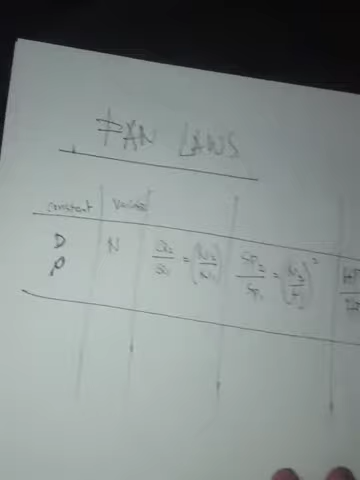 FAN LAWS
constant variable
D N Q₂/Q₁ = (N₂/N₁) SP₂/SP₁ = (N₂/N₁)²
ρ